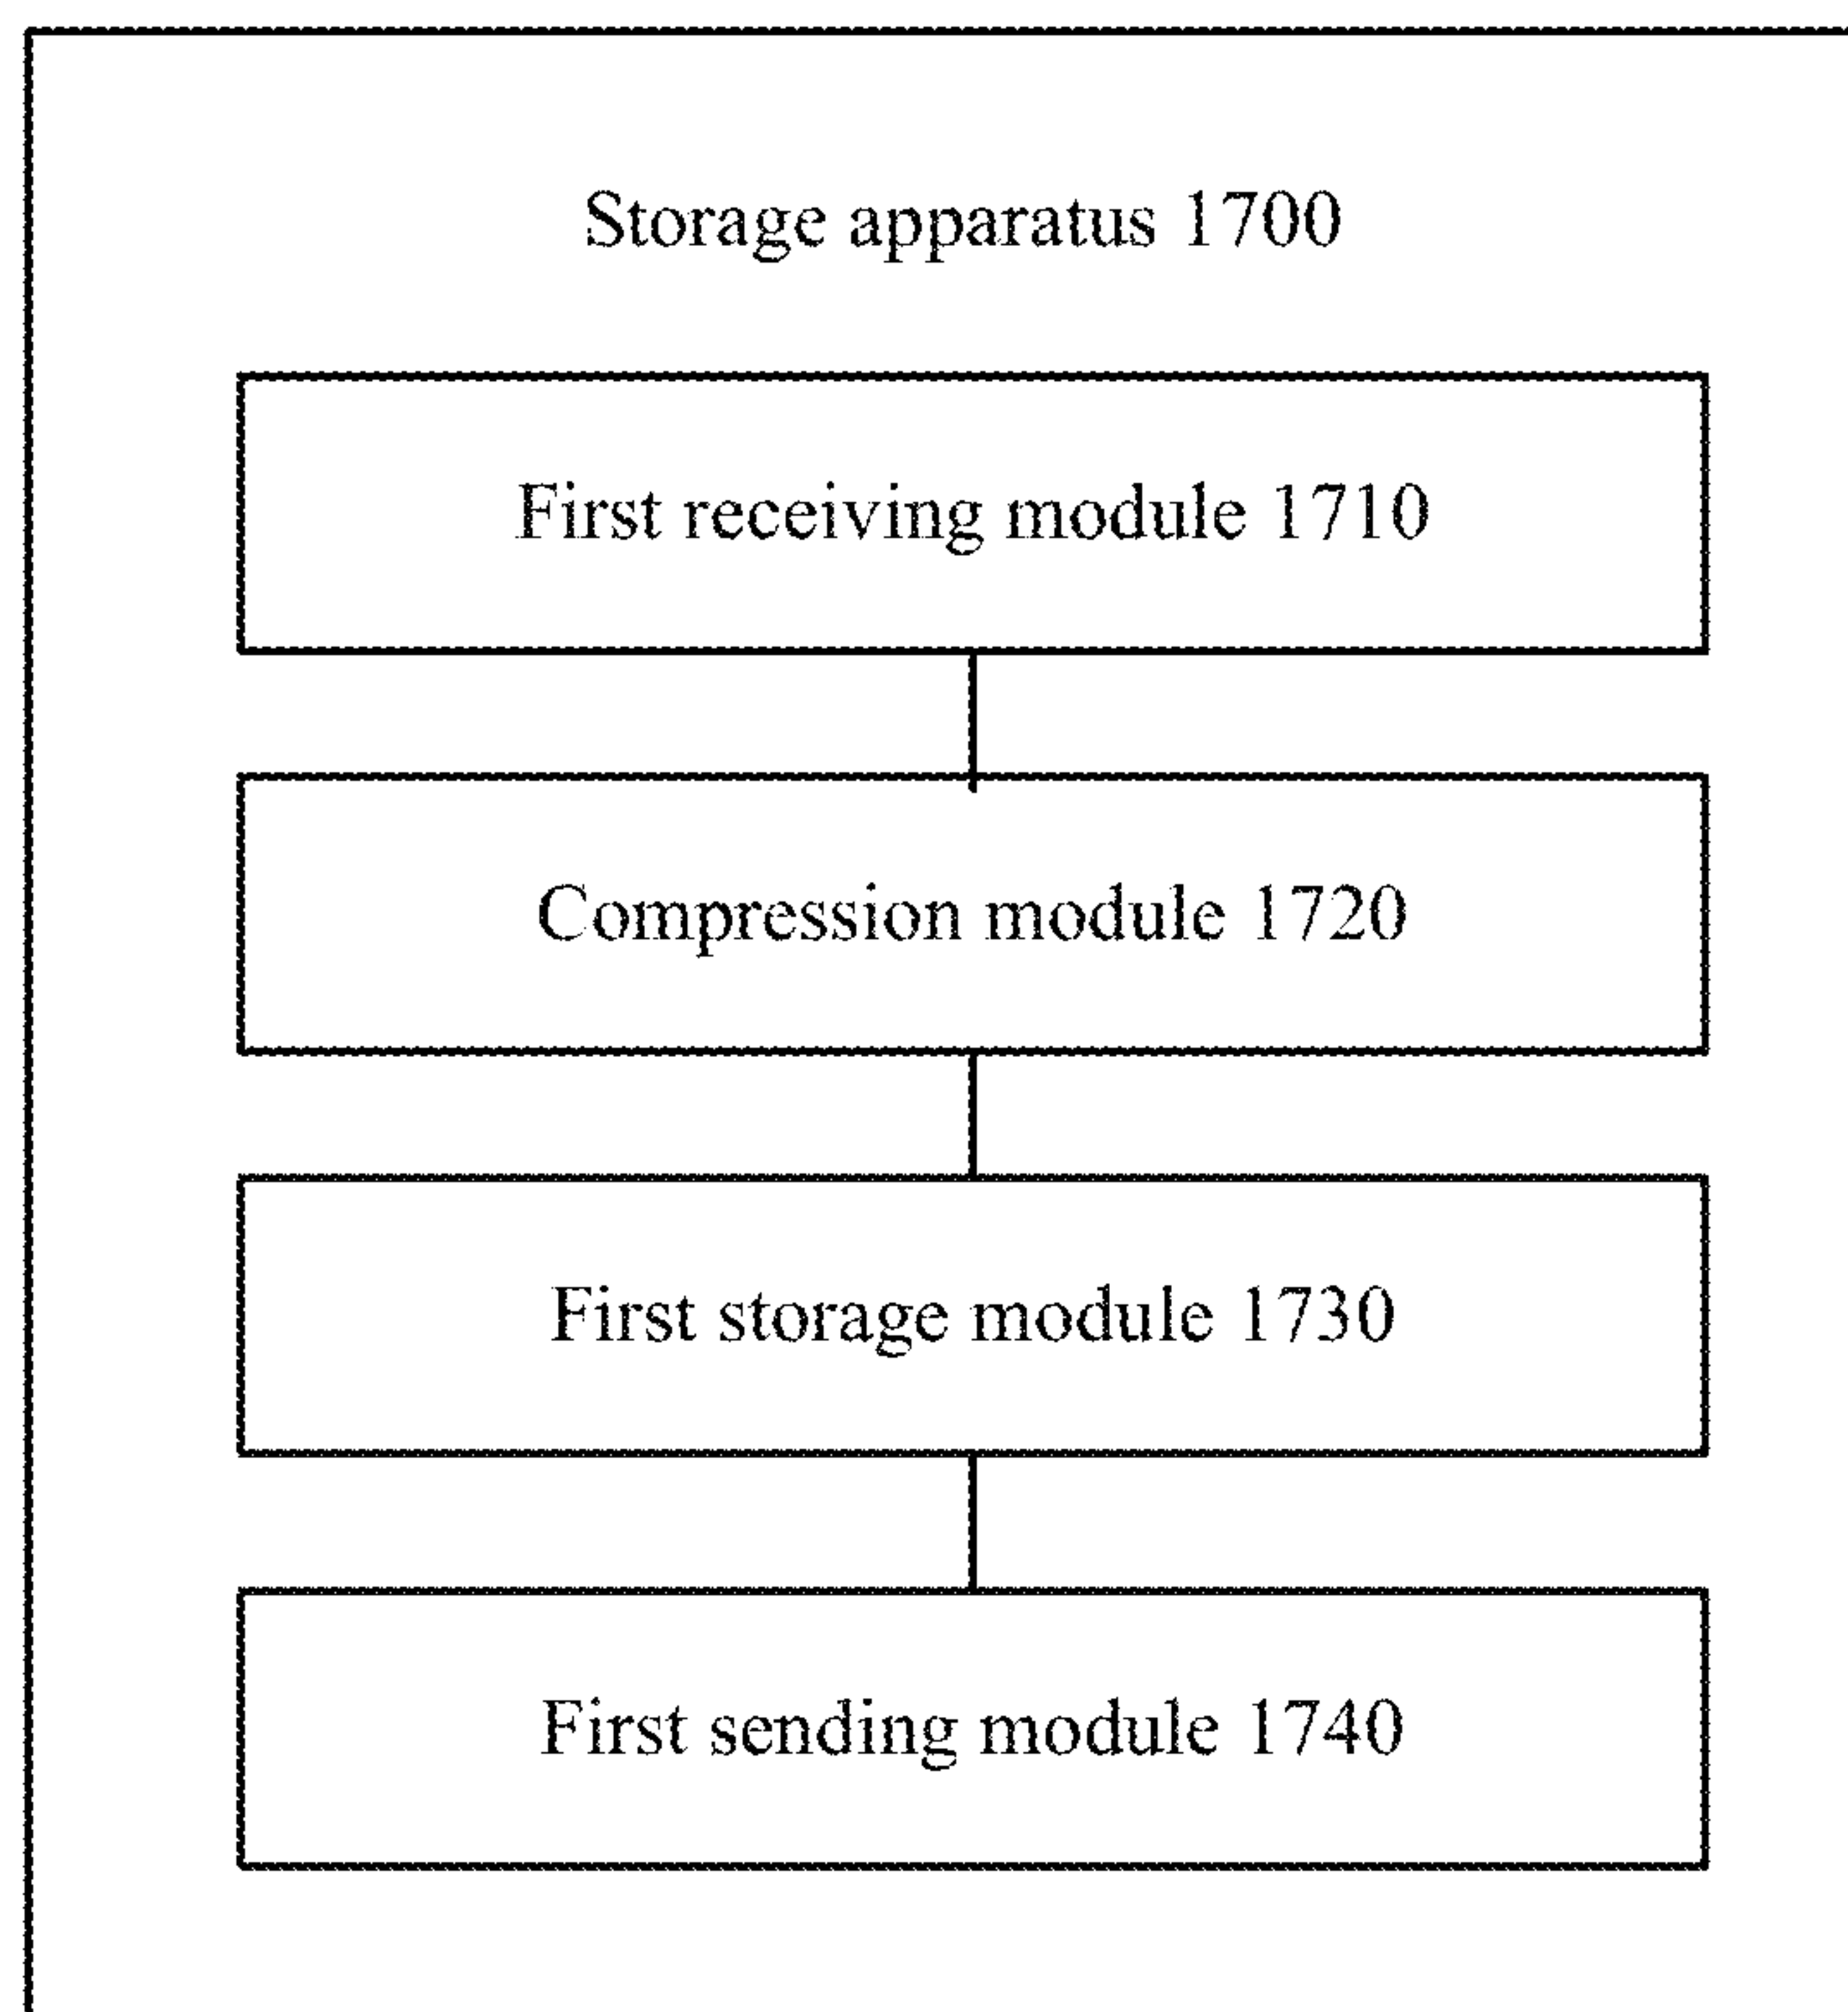 Storage apparatus 1700
First receiving module 1710
Compression module 1720
First storage module 1730
First sending module 1740